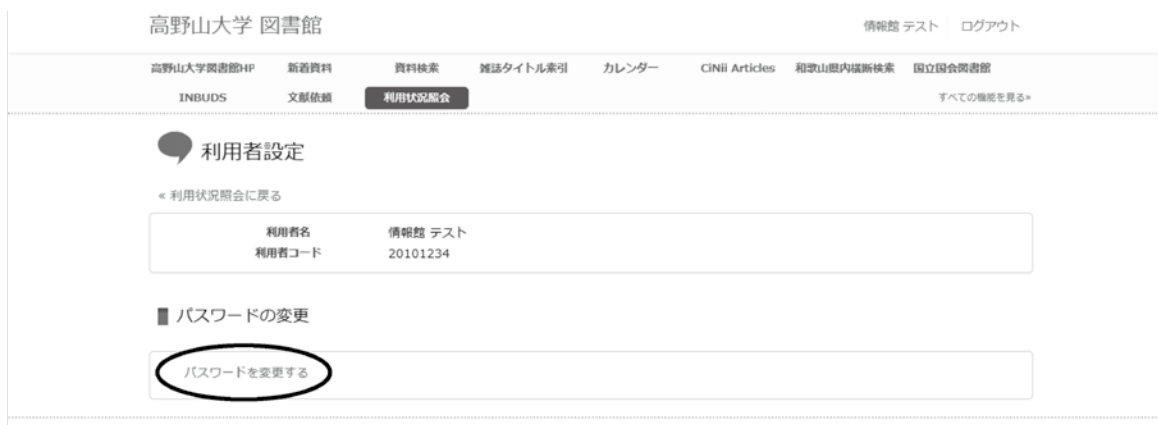 高野山大学 図書館
情報館 テスト ログアウト
高野山大学図書館HP 新着資料 資料検索 雑誌タイトル索引 カレンダー CiNii Articles 和歌山県内横断検索 国立国会図書館
INBUDS 文献依頼 利用状況照会 すべての機能を見る»
利用者設定
« 利用状況照会に戻る
利用者名 情報館 テスト
利用者コード 20101234
パスワードの変更
パスワードを変更する